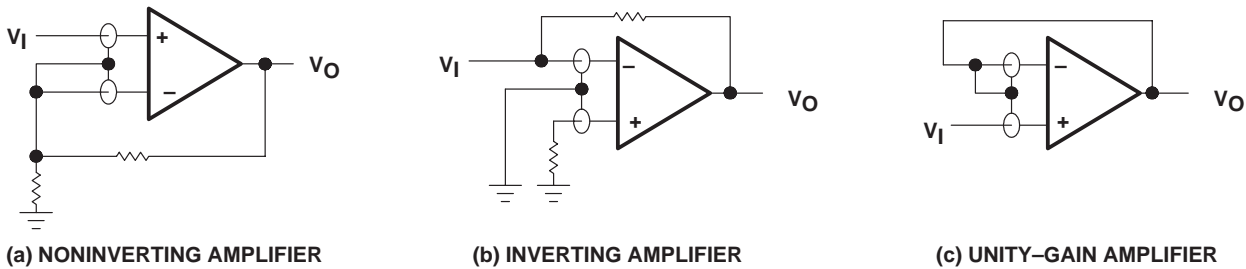 VI
+
−
VO
(a) NONINVERTING AMPLIFIER
VI
−
+
VO
(b) INVERTING AMPLIFIER
VI
−
+
VO
(c) UNITY–GAIN AMPLIFIER